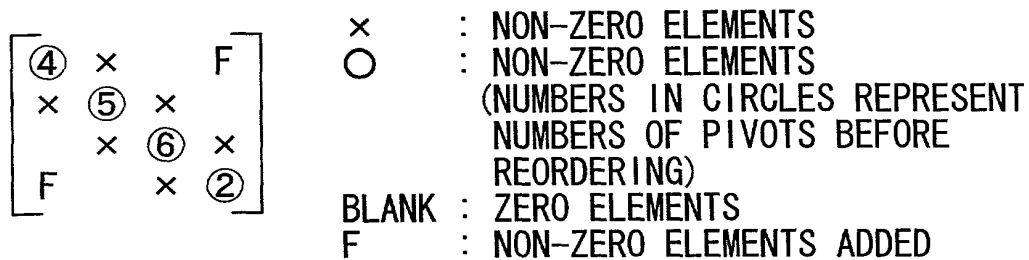 ④ × F
× ⑤ ×
× ⑥ ×
F × ②
× : NON-ZERO ELEMENTS
○ : NON-ZERO ELEMENTS
(NUMBERS IN CIRCLES REPRESENT
NUMBERS OF PIVOTS BEFORE
REORDERING)
BLANK : ZERO ELEMENTS
F : NON-ZERO ELEMENTS ADDED